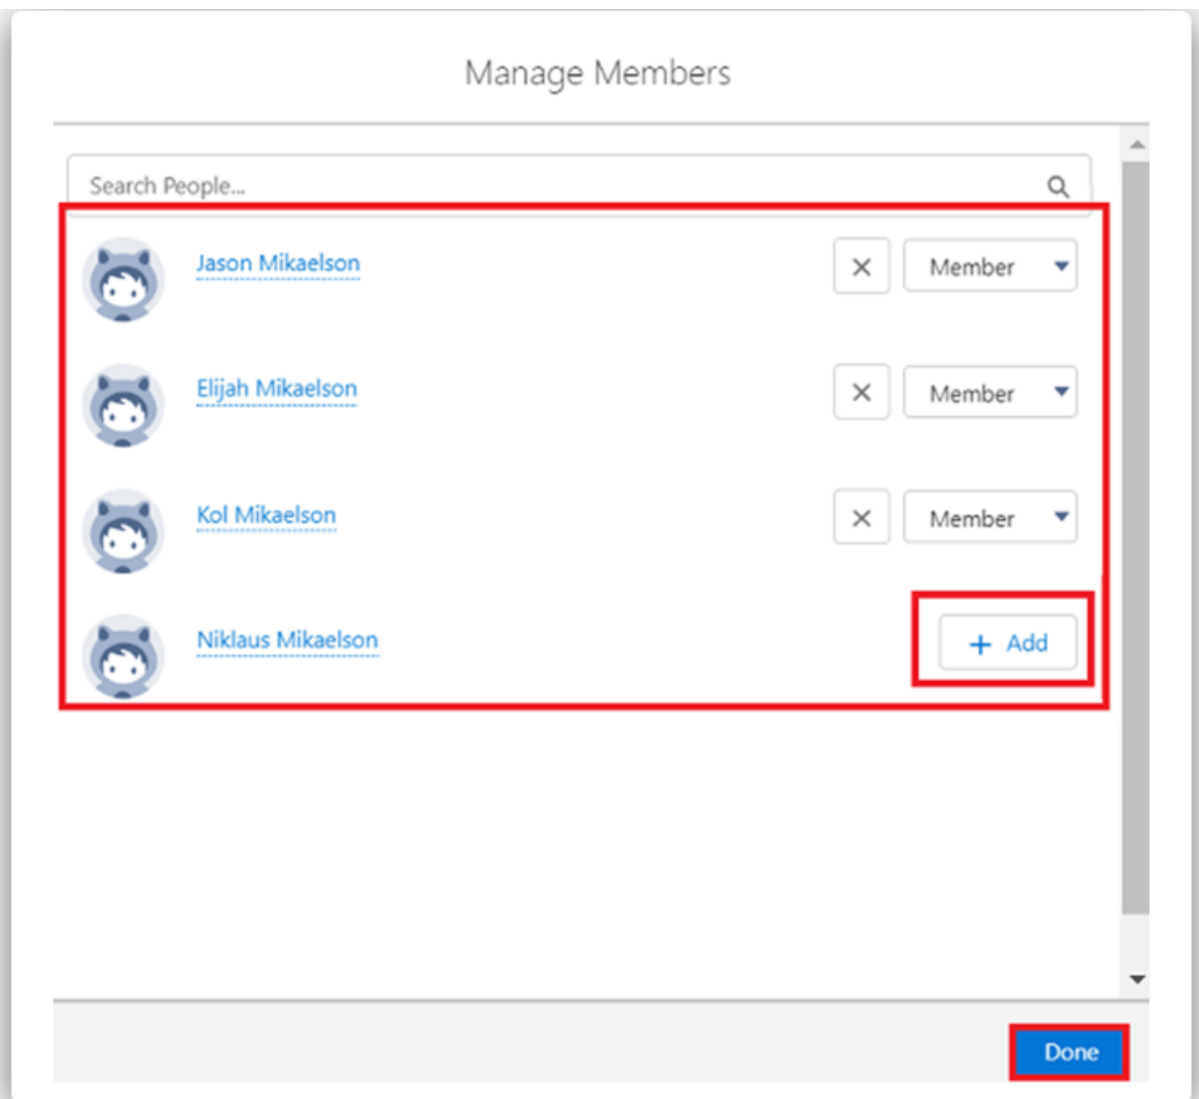 Manage Members
Search People...
Jason Mikaelson Member
Elijah Mikaelson Member
Kol Mikaelson Member
Niklaus Mikaelson + Add
Done